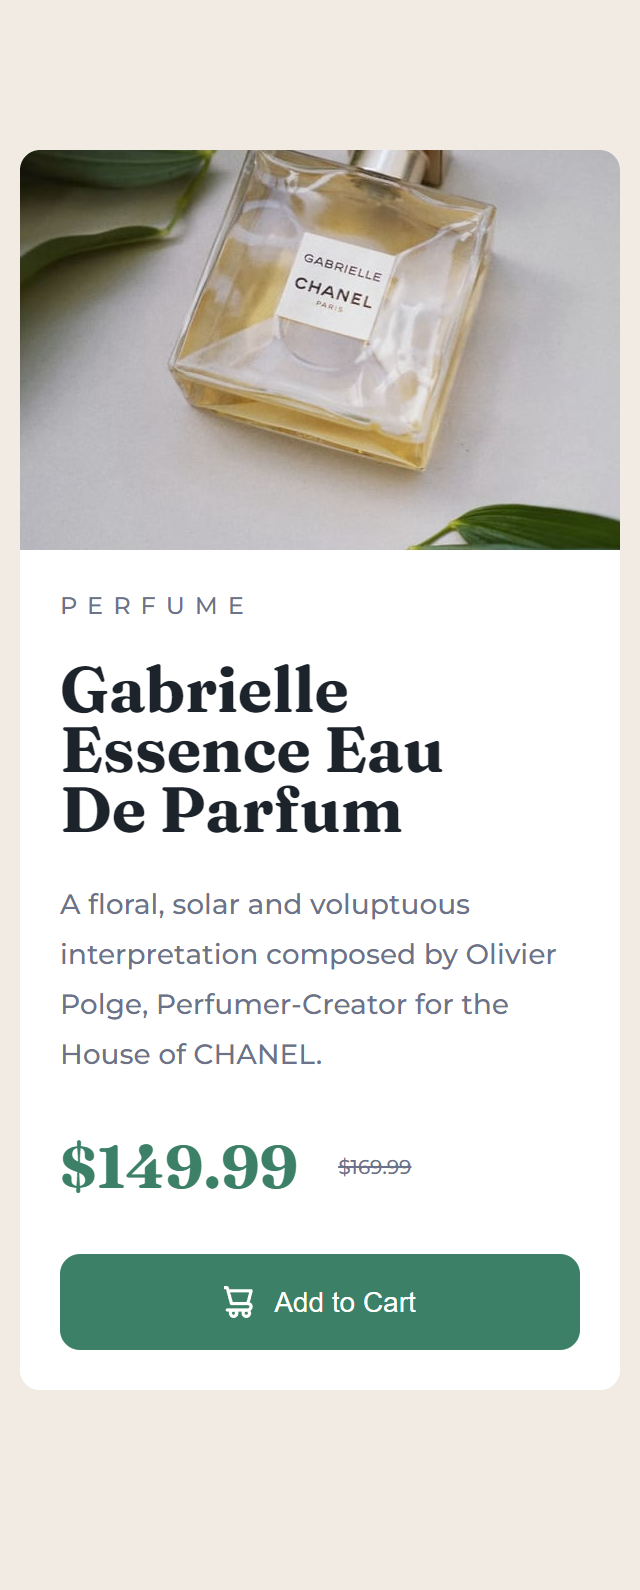 GABRIELLE
CHANEL
PARIS
PERFUME
Gabrielle
Essence Eau
De Parfum
A floral, solar and voluptuous
interpretation composed by Olivier
Polge, Perfumer-Creator for the
House of CHANEL.
$149.99 $169.99
Add to Cart